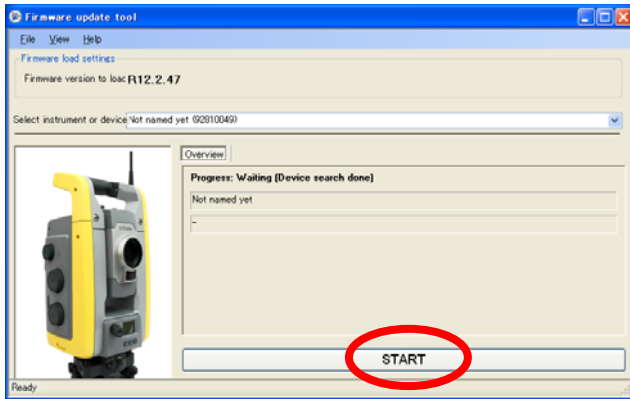 Firmware update tool
File View Help
Firmware load settings
Firmware version to loac R12.2.47
Select instrument or device Not named yet (92810049)
Overview
Progress: Waiting (Device search done)
Not named yet
-
START
Ready